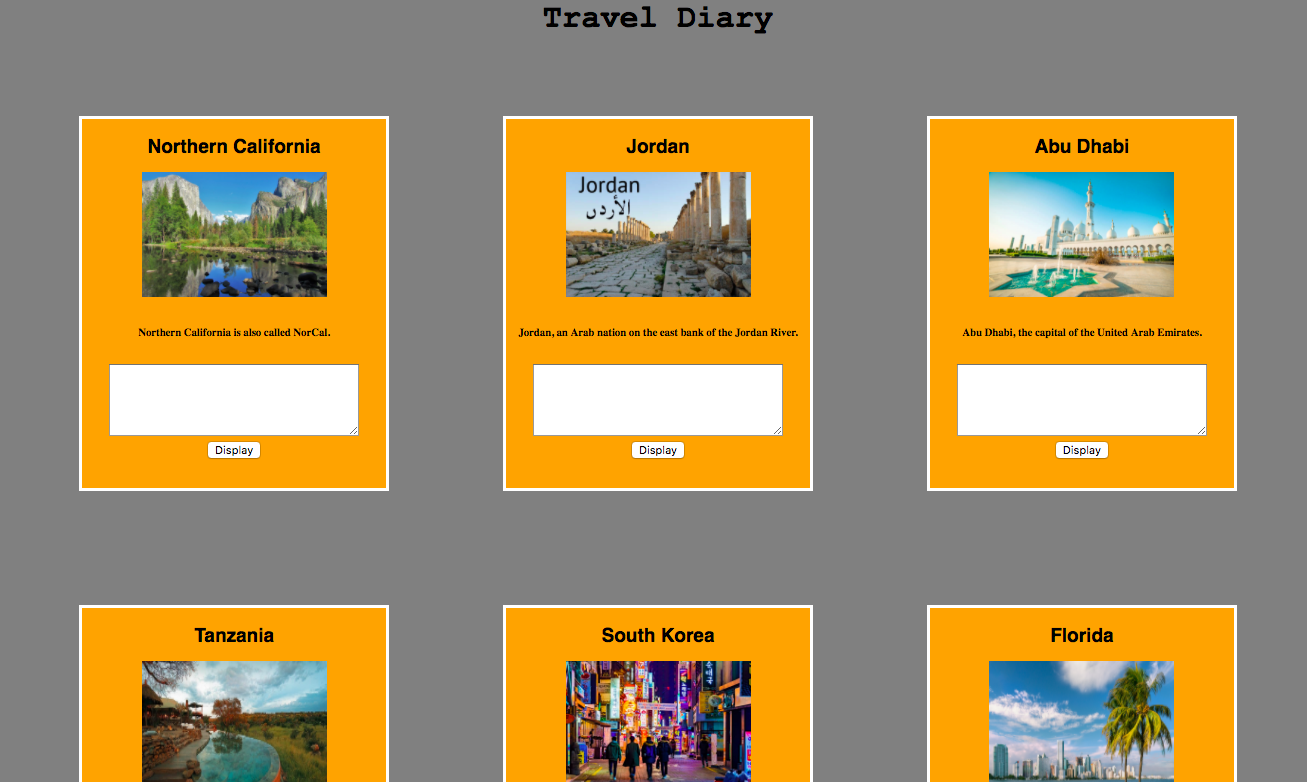 Travel Diary
Northern California
Jordan
Abu Dhabi
Jordan
الأردن
Northern California is also called NorCal.
Jordan, an Arab nation on the east bank of the Jordan River.
Abu Dhabi, the capital of the United Arab Emirates.
Display
Display
Display
Tanzania
South Korea
Florida